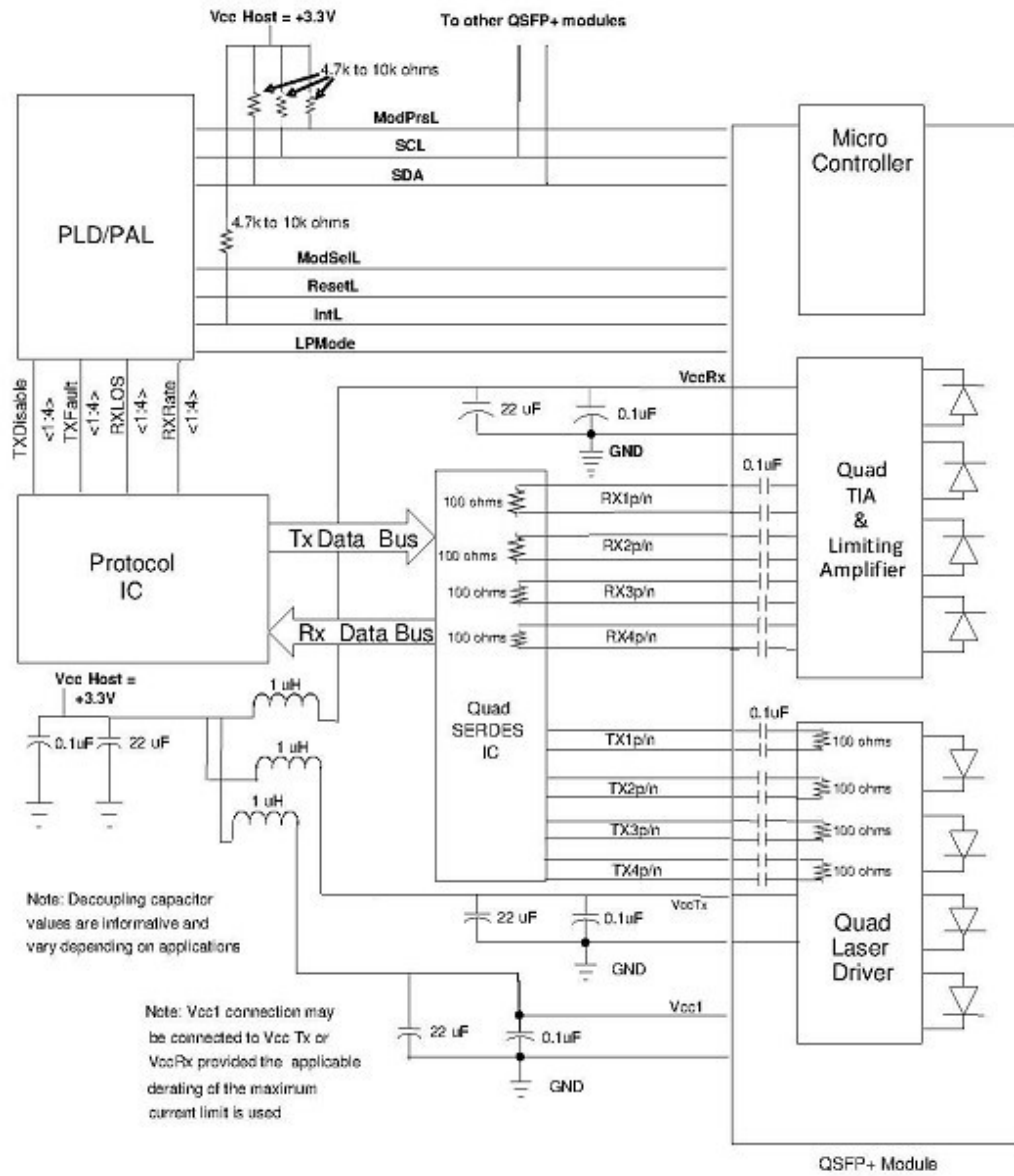 Vcc Host = +3.3V
To other QSFP+ modules
4.7k to 10k ohms
ModPrsL
SCL
SDA
Micro
Controller
PLD/PAL
4.7k to 10k ohms
ModSelL
ResetL
IntL
LPMode
TXDisable
<1:4>
TXFault
<1:4>
RXLOS
<1:4>
RXRate
<1:4>
VccRx
22 uF
0.1uF
GND
0.1uF
Quad
TIA
&
Limiting
Amplifier
100 ohms
RX1p/n
100 ohms
RX2p/n
100 ohms
RX3p/n
100 ohms
RX4p/n
Tx Data Bus
Protocol
IC
Rx Data Bus
Vcc Host =
+3.3V
0.1uF
22 uF
1 uH
1 uH
1 uH
Quad
SERDES
IC
0.1uF
TX1p/n
100 ohms
TX2p/n
100 ohms
TX3p/n
100 ohms
TX4p/n
100 ohms
VccTx
22 uF
0.1uF
GND
Quad
Laser
Driver
Note: Decoupling capacitor
values are informative and
vary depending on applications
Vcc1
22 uF
0.1uF
GND
Note: Vcc1 connection may
be connected to Vcc Tx or
VccRx provided the applicable
derating of the maximum
current limit is used
QSFP+ Module